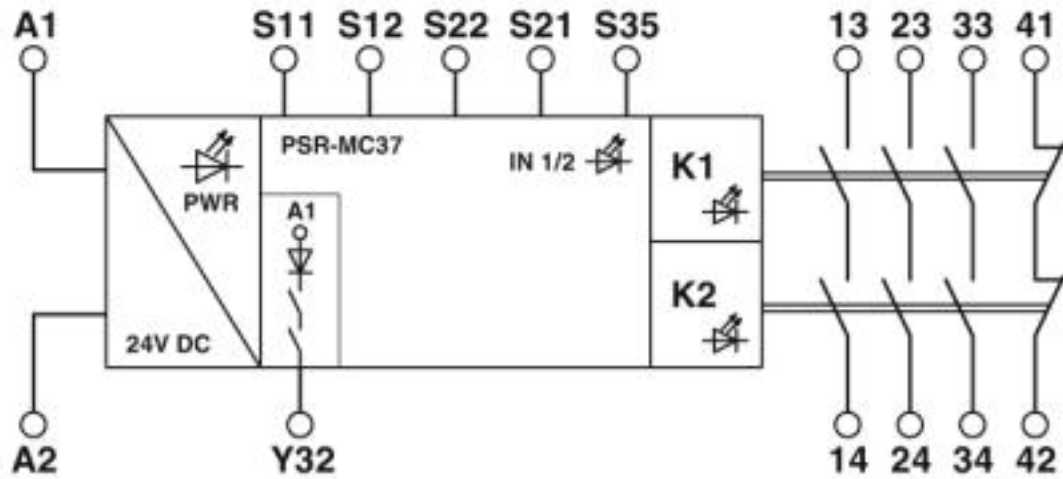 A1 S11 S12 S22 S21 S35 13 23 33 41
PSR-MC37
IN 1/2
K1
PWR
A1
K2
24V DC
A2 Y32 14 24 34 42